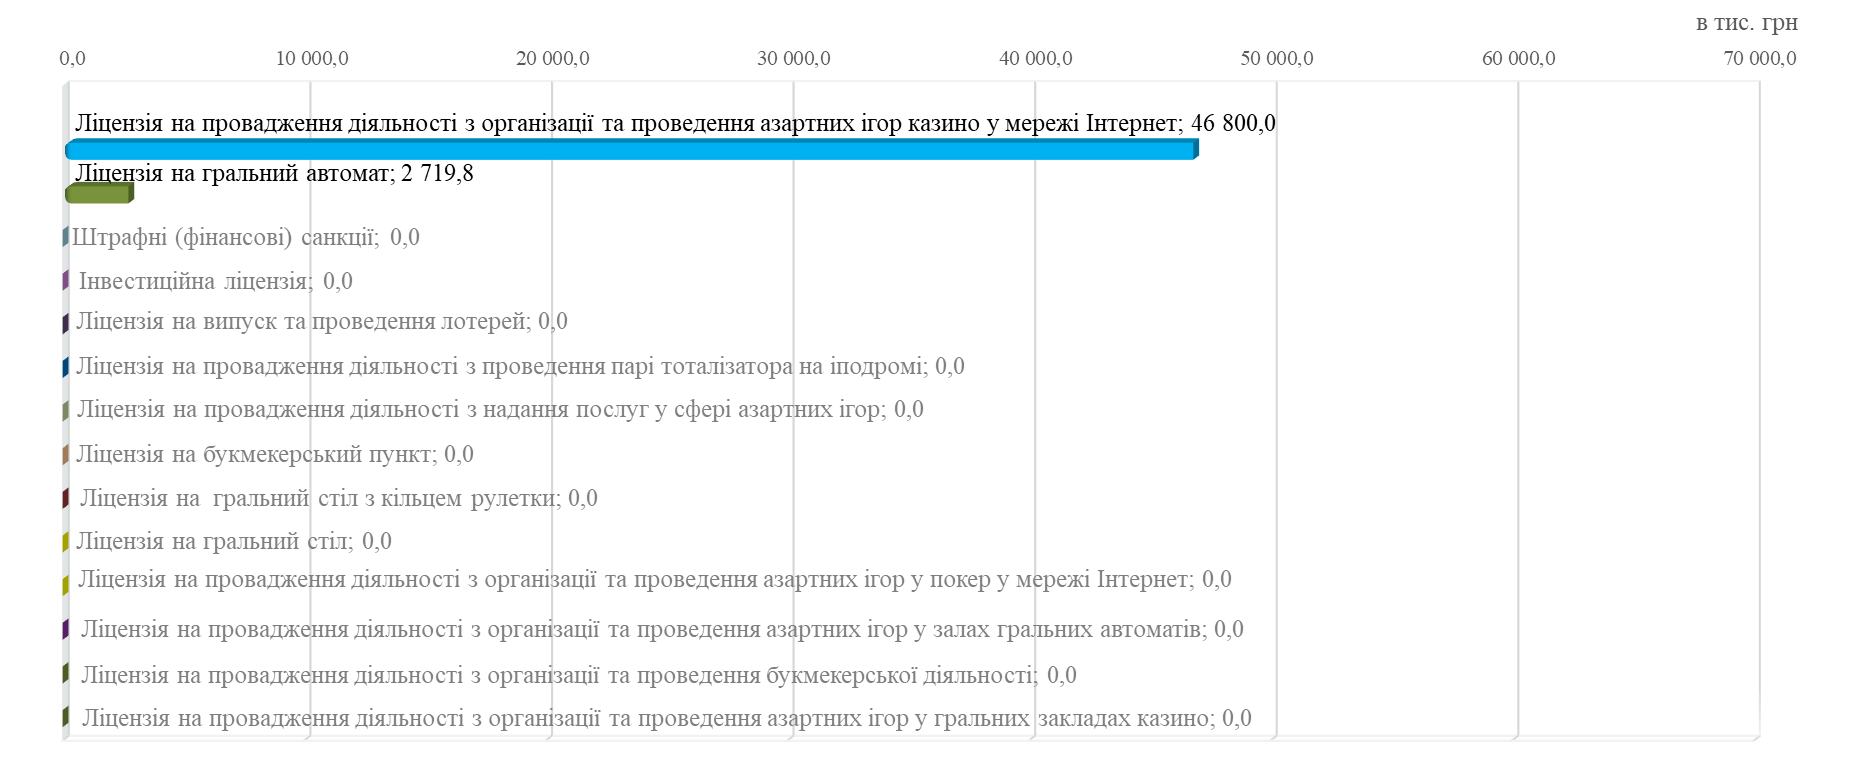 в тис. грн
0,0 10 000,0 20 000,0 30 000,0 40 000,0 50 000,0 60 000,0 70 000,0
Ліцензія на провадження діяльності з організації та проведення азартних ігор казино у мережі Інтернет; 46 800,0
Ліцензія на гральний автомат; 2 719,8
Штрафні (фінансові) санкції; 0,0
Інвестиційна ліцензія; 0,0
Ліцензія на випуск та проведення лотерей; 0,0
Ліцензія на провадження діяльності з проведення парі тоталізатора на іподромі; 0,0
Ліцензія на провадження діяльності з надання послуг у сфері азартних ігор; 0,0
Ліцензія на букмекерський пункт; 0,0
Ліцензія на гральний стіл з кільцем рулетки; 0,0
Ліцензія на гральний стіл; 0,0
Ліцензія на провадження діяльності з організації та проведення азартних ігор у покер у мережі Інтернет; 0,0
Ліцензія на провадження діяльності з організації та проведення азартних ігор у залах гральних автоматів; 0,0
Ліцензія на провадження діяльності з організації та проведення букмекерської діяльності; 0,0
Ліцензія на провадження діяльності з організації та проведення азартних ігор у гральних закладах казино; 0,0